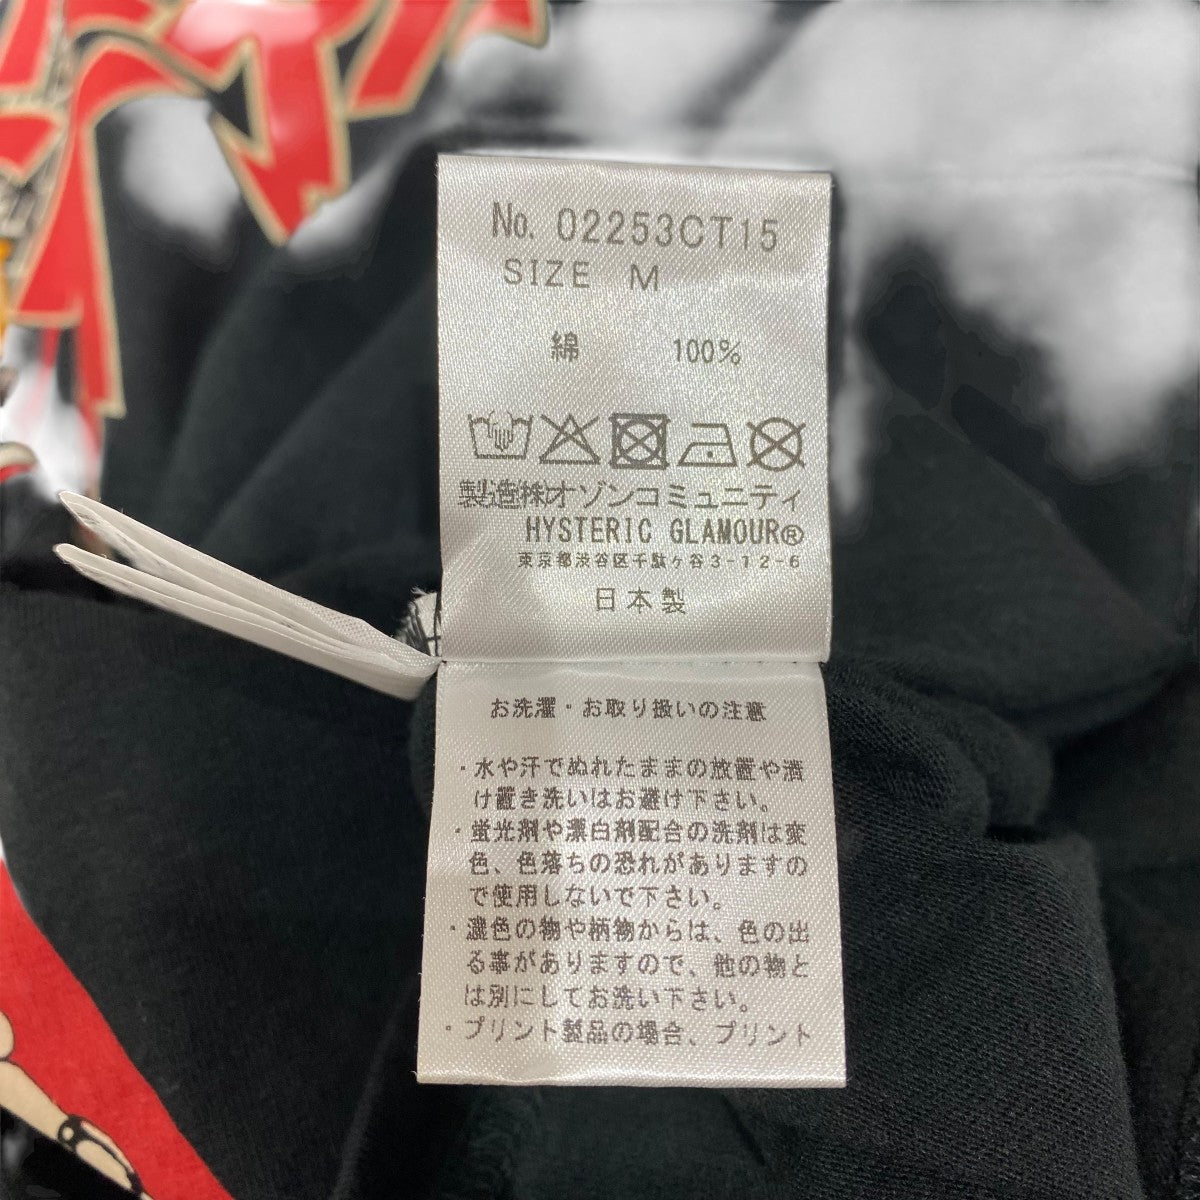 No. 02253CT15
SIZE M
綿 100%
製造(株)オゾンコミュニティ
HYSTERIC GLAMOUR®
東京都渋谷区千駄ヶ谷3-12-6
日本製
お洗濯・お取り扱いの注意
・水や汗でぬれたままの放置や漬
け置き洗いはお避け下さい。
・蛍光剤や漂白剤配合の洗剤は変
色、色落ちの恐れがありますの
で使用しないで下さい。
・濃色の物や柄物からは、色の出
る事がありますので、他の物と
は別にしてお洗い下さい。
・プリント製品の場合、プリント